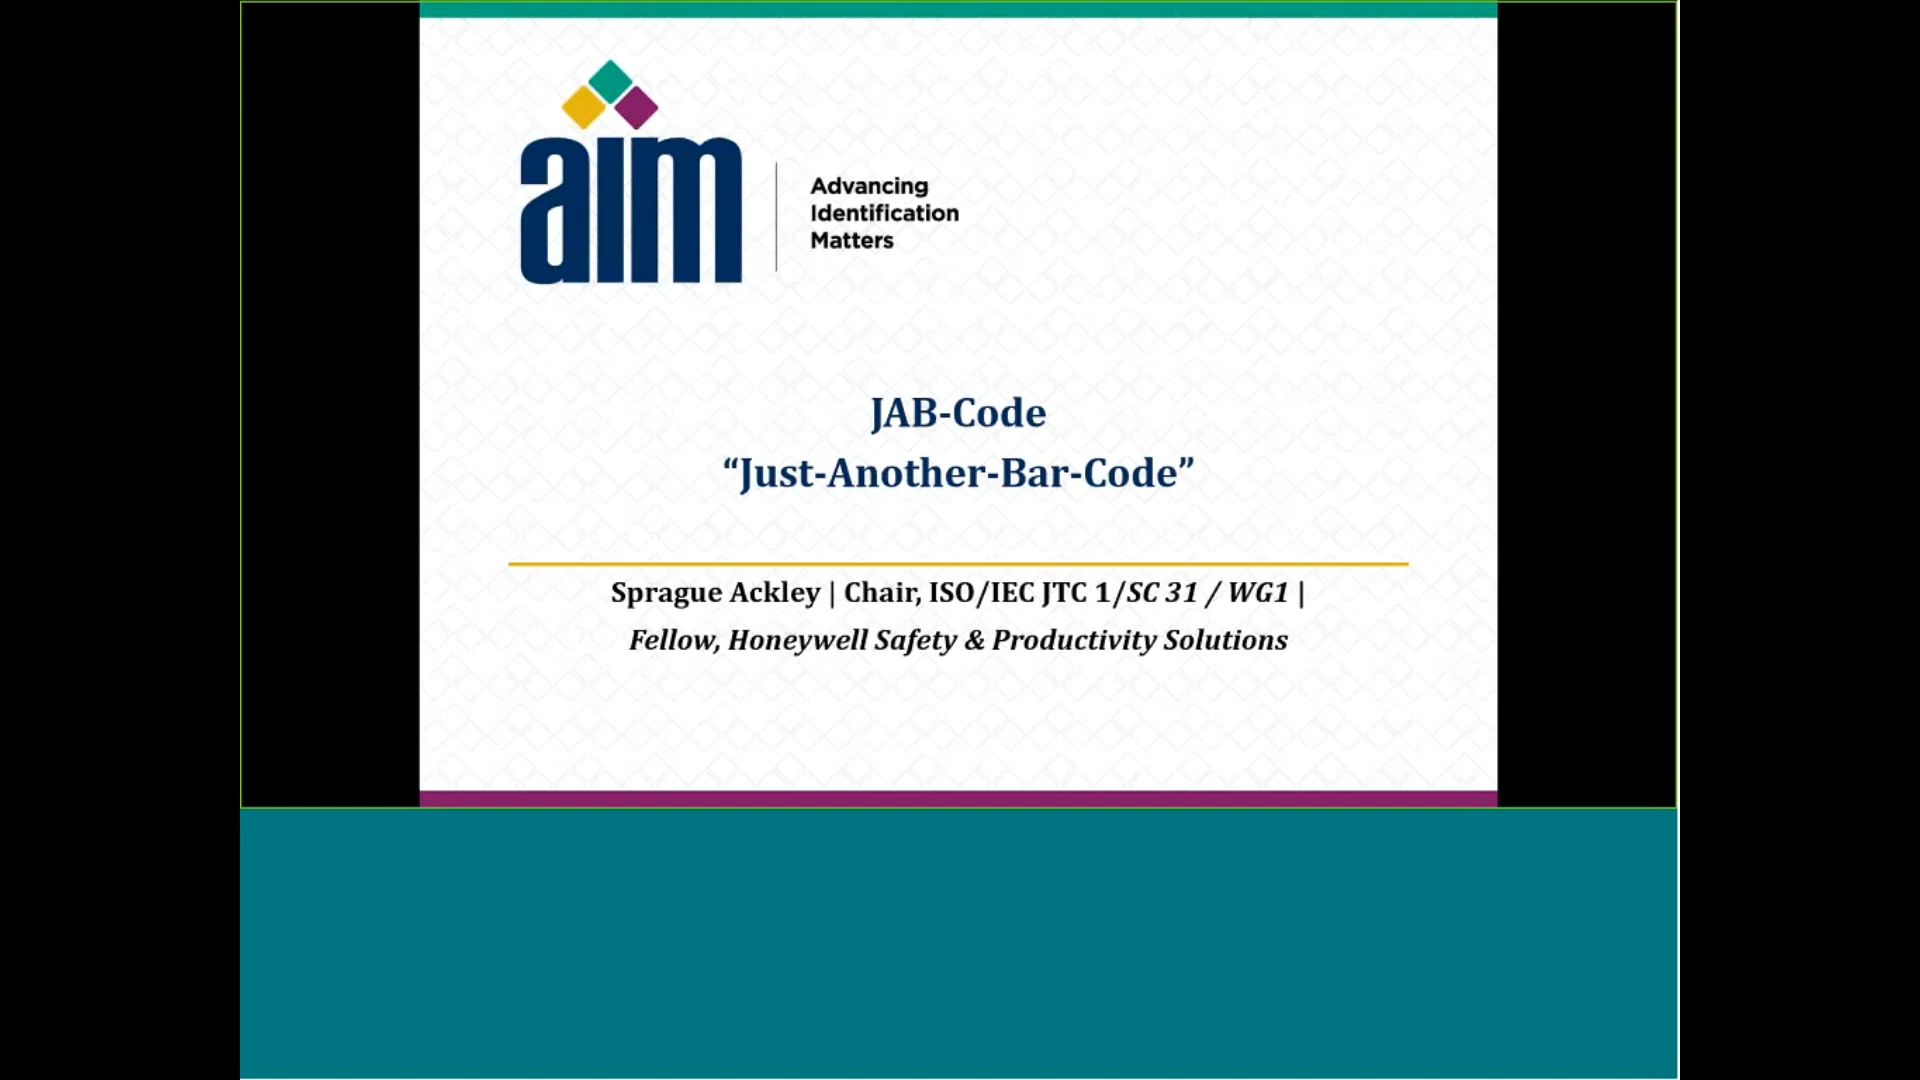 aim
Advancing
Identification
Matters
JAB-Code
“Just-Another-Bar-Code”
Sprague Ackley | Chair, ISO/IEC JTC 1/SC 31 / WG1 |
Fellow, Honeywell Safety & Productivity Solutions